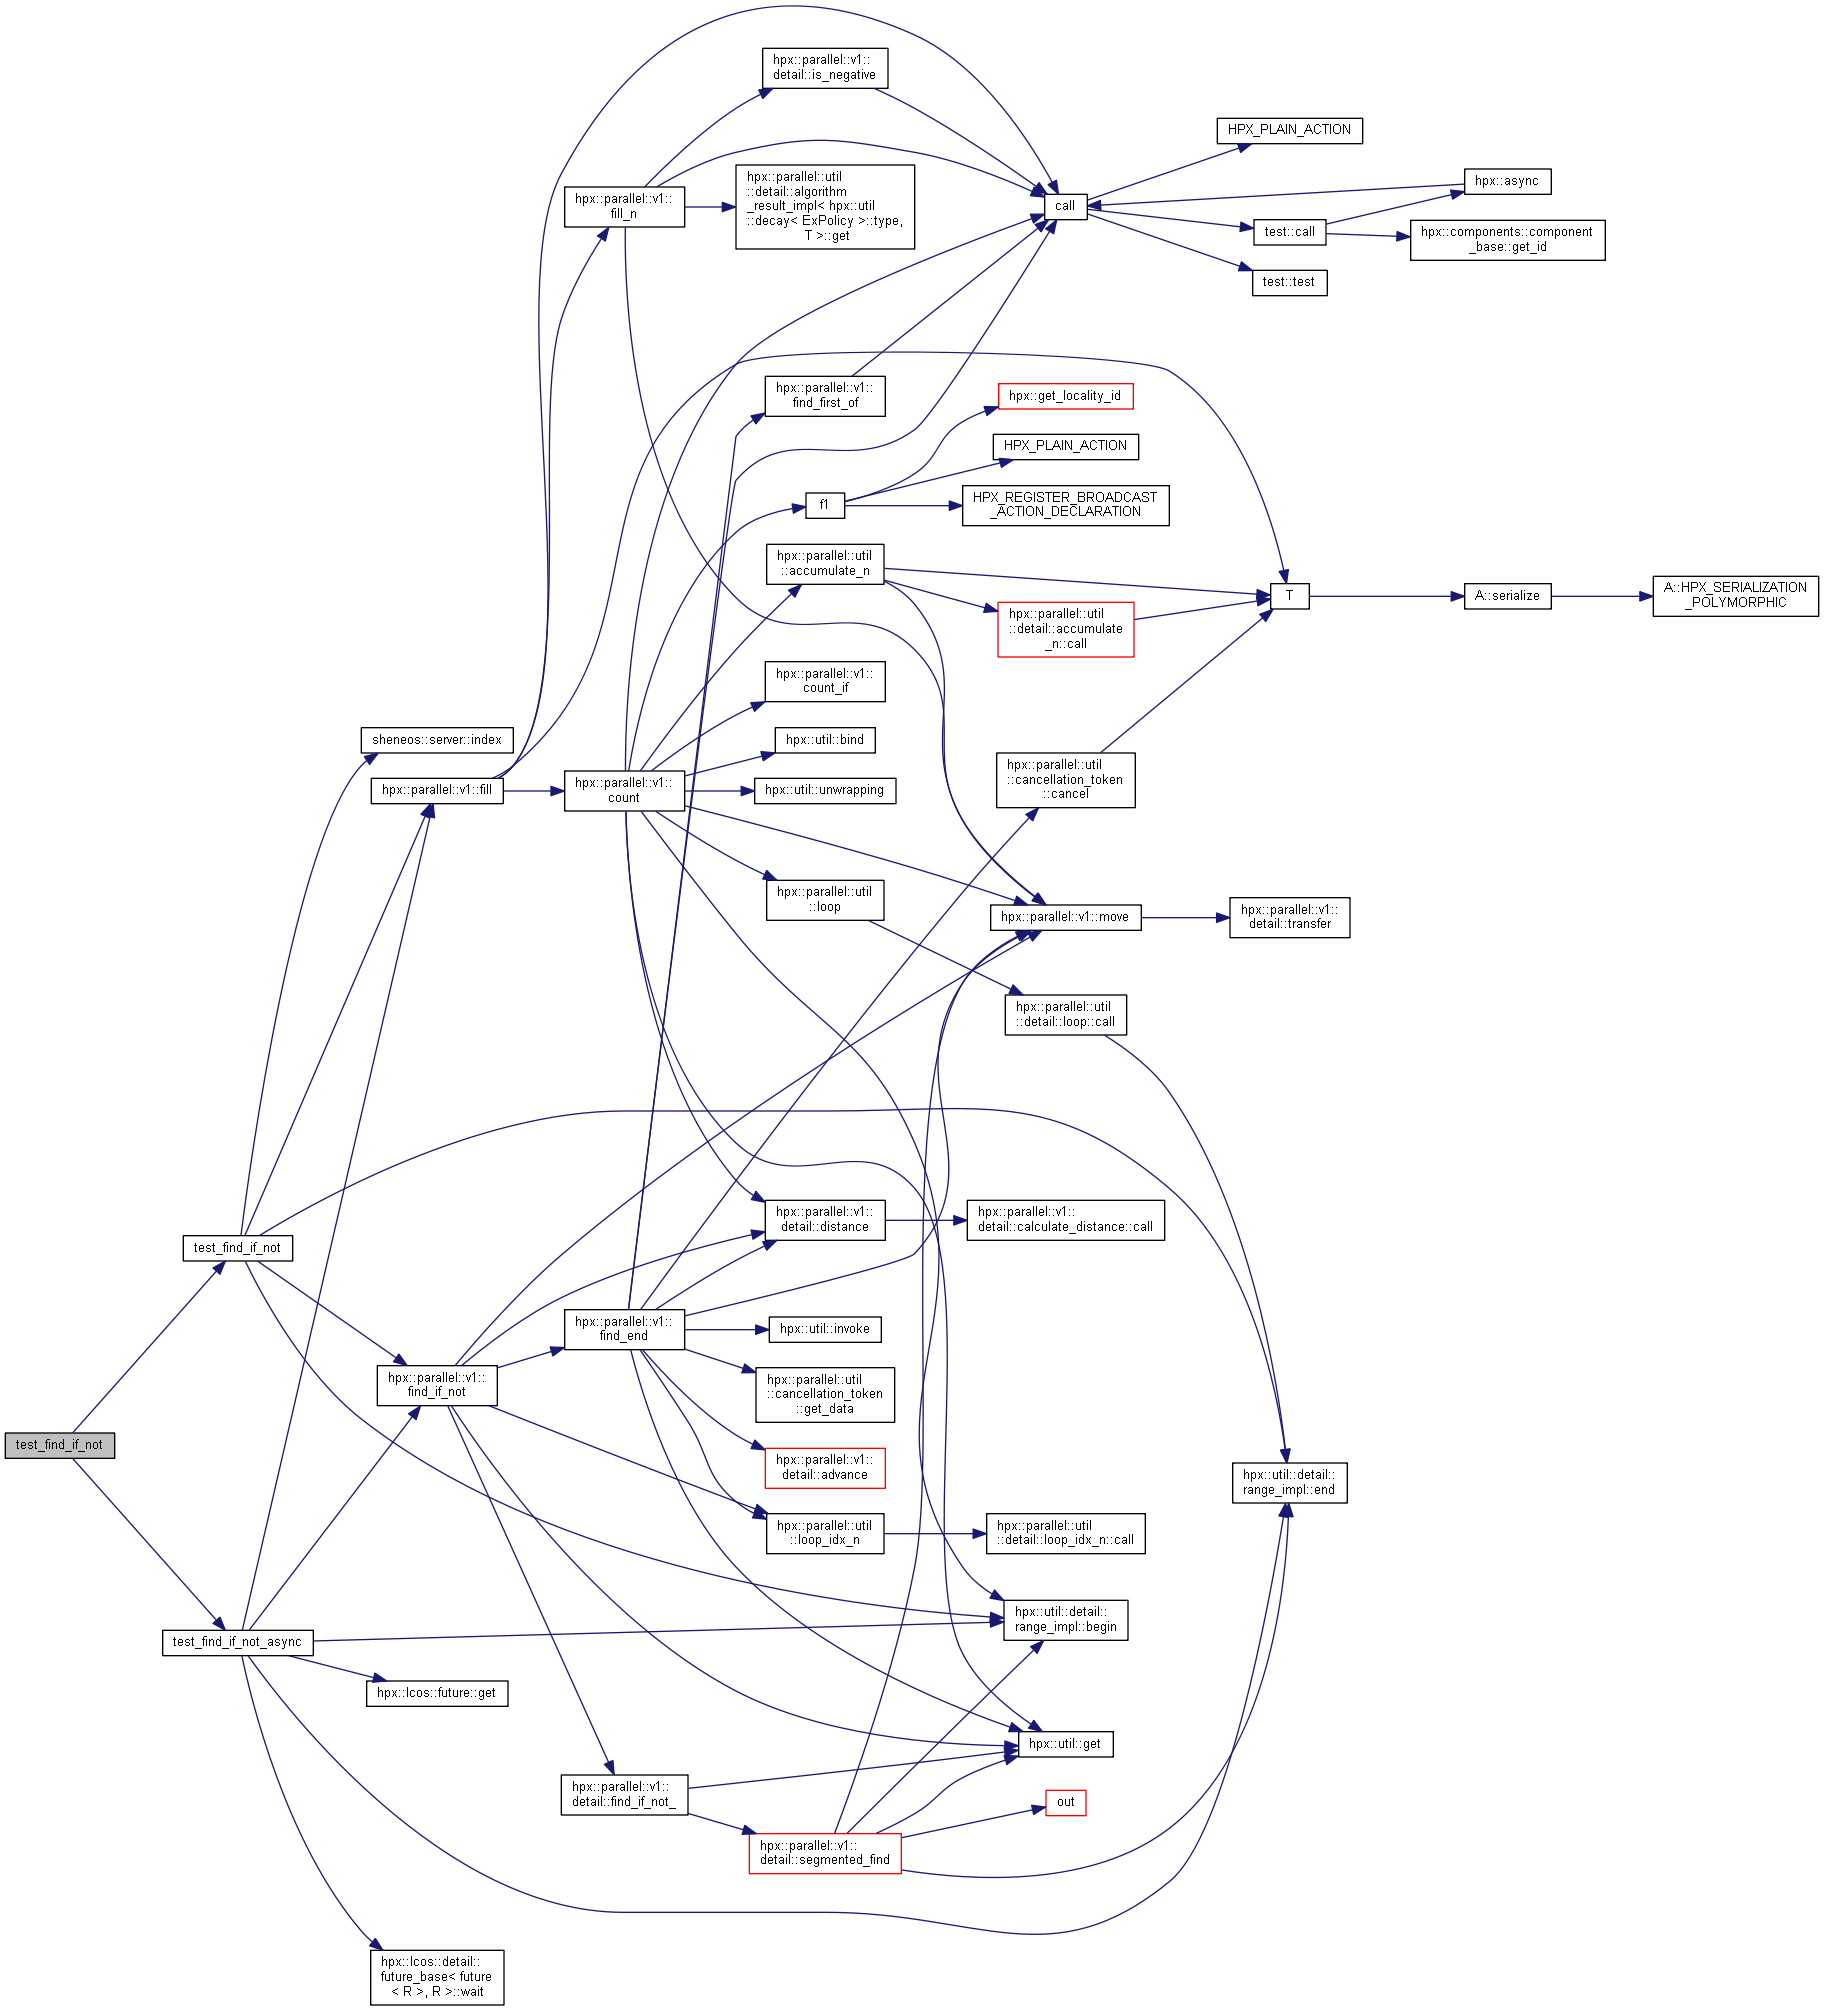 hpx::parallel::v1::
detail::is_negative
HPX_PLAIN_ACTION
hpx::parallel::util
::detail::algorithm
_result_impl< hpx::util
::decay< ExPolicy >::type,
T >::get
hpx::async
hpx::parallel::v1::
fill_n
call
test::call
hpx::components::component
_base::get_id
test::test
hpx::parallel::v1::
find_first_of
hpx::get_locality_id
HPX_PLAIN_ACTION
f1
HPX_REGISTER_BROADCAST
_ACTION_DECLARATION
hpx::parallel::util
::accumulate_n
T
A::serialize
A::HPX_SERIALIZATION
_POLYMORPHIC
hpx::parallel::util
::detail::accumulate
_n::call
hpx::parallel::v1::
count_if
sheneos::server::index
hpx::util::bind
hpx::parallel::v1::fill
hpx::parallel::v1::
count
hpx::util::unwrapping
hpx::parallel::util
::cancellation_token
::cancel
hpx::parallel::util
::loop
hpx::parallel::v1::move
hpx::parallel::v1::
detail::transfer
hpx::parallel::util
::detail::loop::call
hpx::parallel::v1::
detail::distance
hpx::parallel::v1::
detail::calculate_distance::call
test_find_if_not
hpx::parallel::v1::
find_end
hpx::util::invoke
hpx::parallel::v1::
find_if_not
hpx::parallel::util
::cancellation_token
::get_data
test_find_if_not
hpx::parallel::v1::
detail::advance
hpx::util::detail::
range_impl::end
hpx::parallel::util
::loop_idx_n
hpx::parallel::util
::detail::loop_idx_n::call
hpx::util::detail::
range_impl::begin
test_find_if_not_async
hpx::lcos::future::get
hpx::util::get
hpx::parallel::v1::
detail::find_if_not_
out
hpx::parallel::v1::
detail::segmented_find
hpx::lcos::detail::
future_base< future
< R >, R >::wait